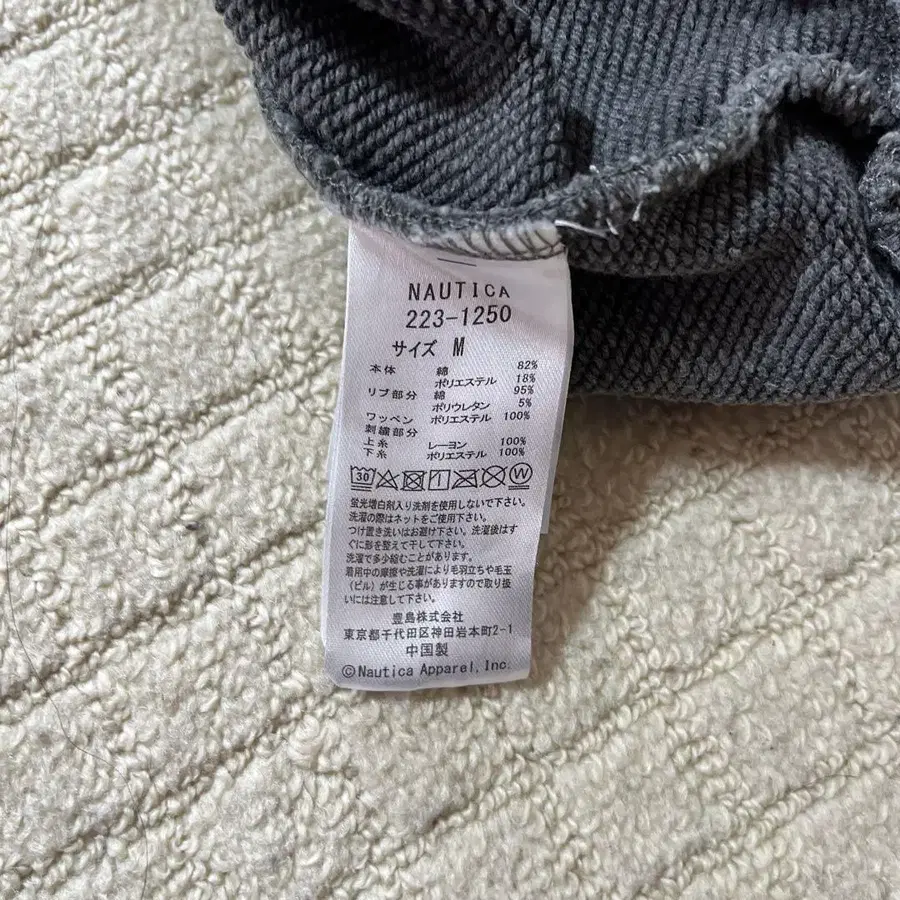 NAUTICA
223-1250
サイズ M
本体 綿 82%
ポリエステル 18%
リブ部分 綿 95%
ポリウレタン 5%
ワッペン ポリエステル 100%
刺繍部分
上糸 レーヨン 100%
下糸 ポリエステル 100%
30 W
蛍光増白剤入り洗剤を使用しないで下さい。
洗濯の際はネットをご使用下さい。
つけ置き洗いはお避け下さい。洗濯後はす
ぐに形を整えて干して下さい。
洗濯で多少縮むことがあります。
着用中の摩擦や洗濯により毛羽立ちや毛玉
(ピル)が生じる事がありますので取り扱
いには注意して下さい。
豊島株式会社
東京都千代田区神田岩本町2-1
中国製
©Nautica Apparel, Inc.